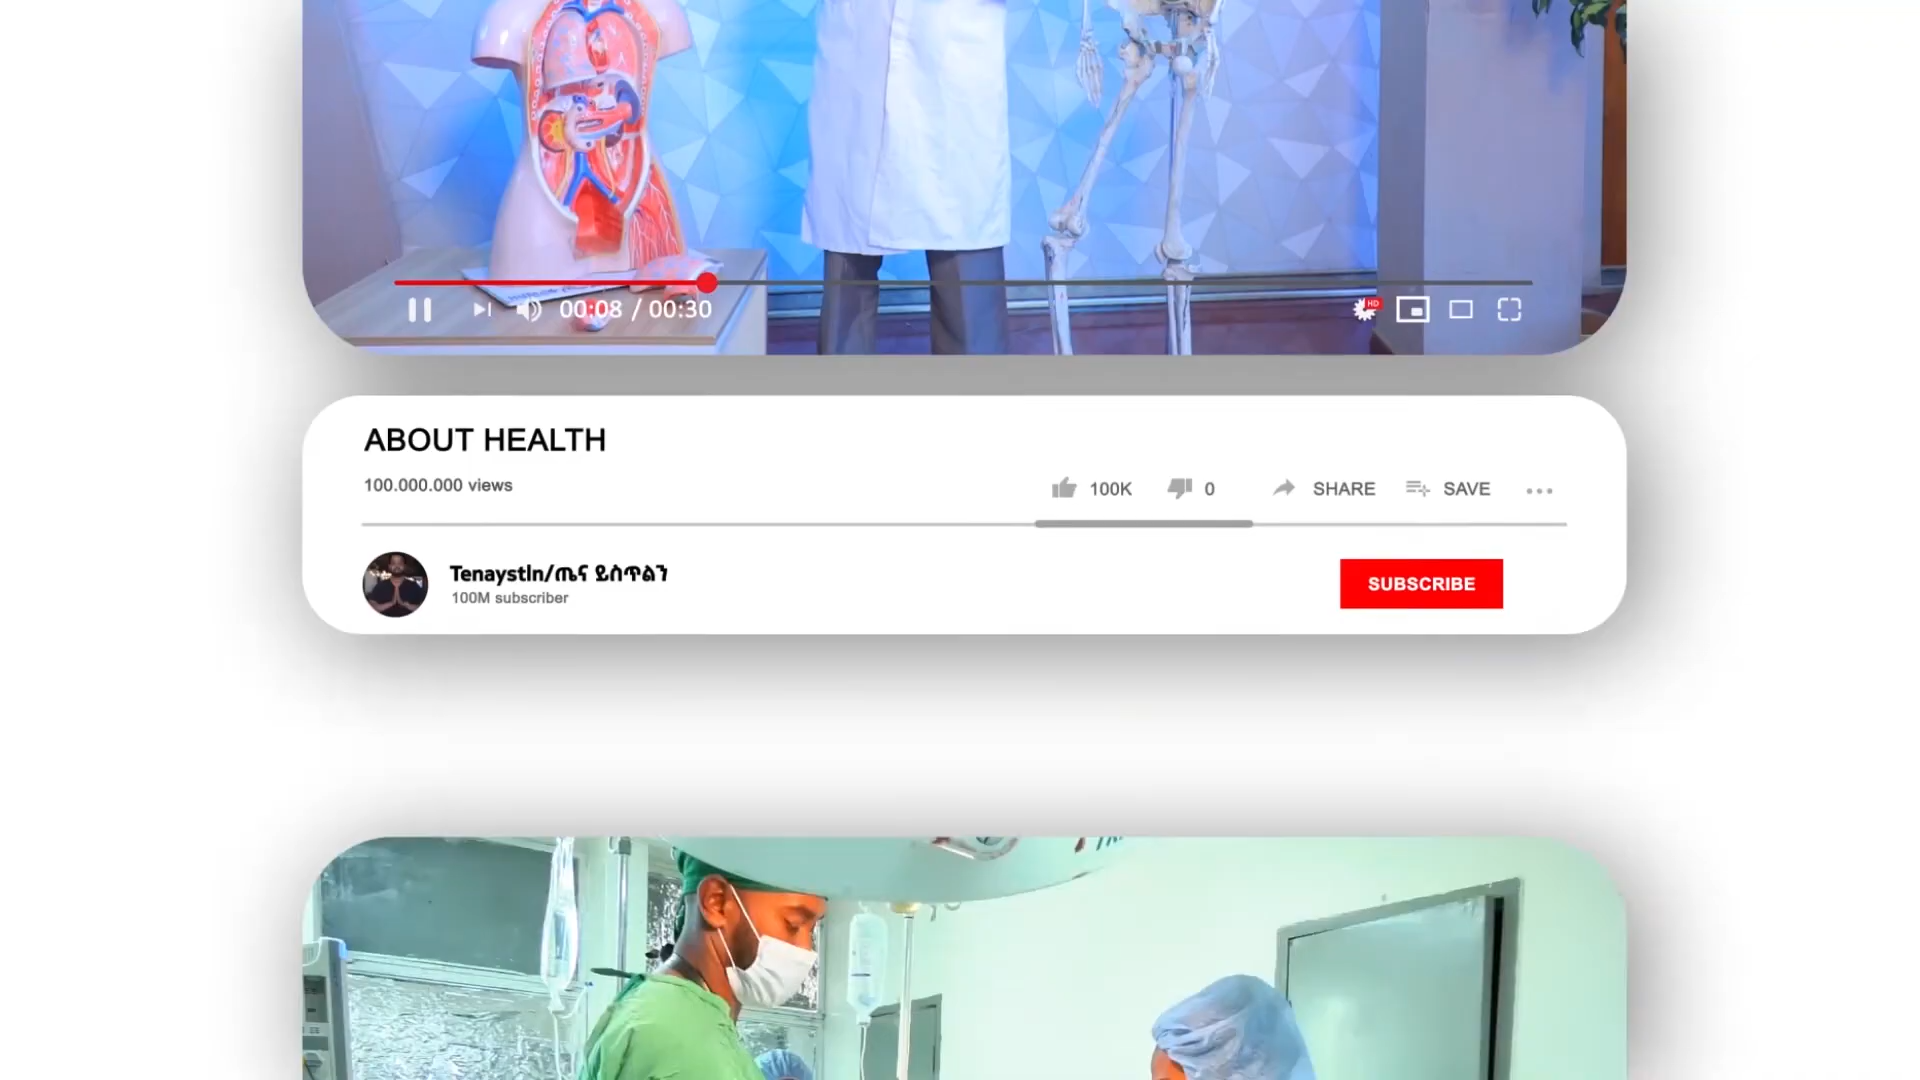 00:08 / 00:30
HD
ABOUT HEALTH
100.000.000 views
100K
0
SHARE
SAVE
Tenaystln/ጤና ይስጥልን
100M subscriber
SUBSCRIBE